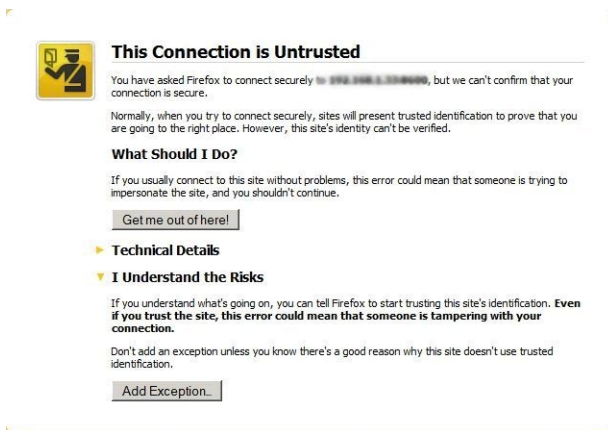 This Connection is Untrusted
You have asked Firefox to connect securely to , but we can't confirm that your
connection is secure.
Normally, when you try to connect securely, sites will present trusted identification to prove that you
are going to the right place. However, this site's identity can't be verified.
What Should I Do?
If you usually connect to this site without problems, this error could mean that someone is trying to
impersonate the site, and you shouldn't continue.
Get me out of here!
Technical Details
I Understand the Risks
If you understand what's going on, you can tell Firefox to start trusting this site's identification. Even
if you trust the site, this error could mean that someone is tampering with your
connection.
Don't add an exception unless you know there's a good reason why this site doesn't use trusted
identification.
Add Exception...